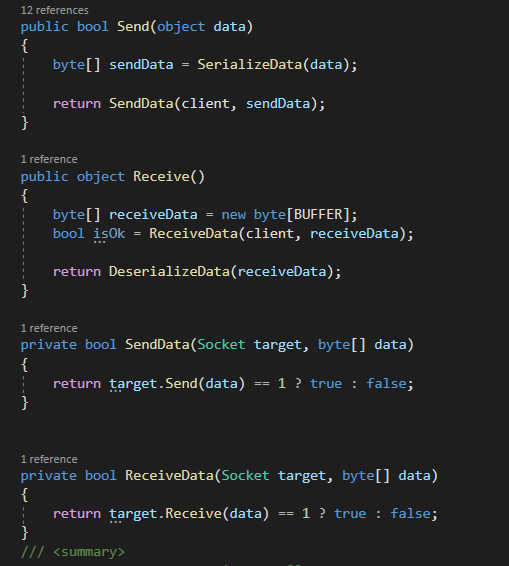 12 references
public bool Send(object data)
{
byte[] sendData = SerializeData(data);
return SendData(client, sendData);
}
1 reference
public object Receive()
{
byte[] receiveData = new byte[BUFFER];
bool isOk = ReceiveData(client, receiveData);
return DeserializeData(receiveData);
}
1 reference
private bool SendData(Socket target, byte[] data)
{
return target.Send(data) == 1 ? true : false;
}
1 reference
private bool ReceiveData(Socket target, byte[] data)
{
return target.Receive(data) == 1 ? true : false;
}
/// <summary>